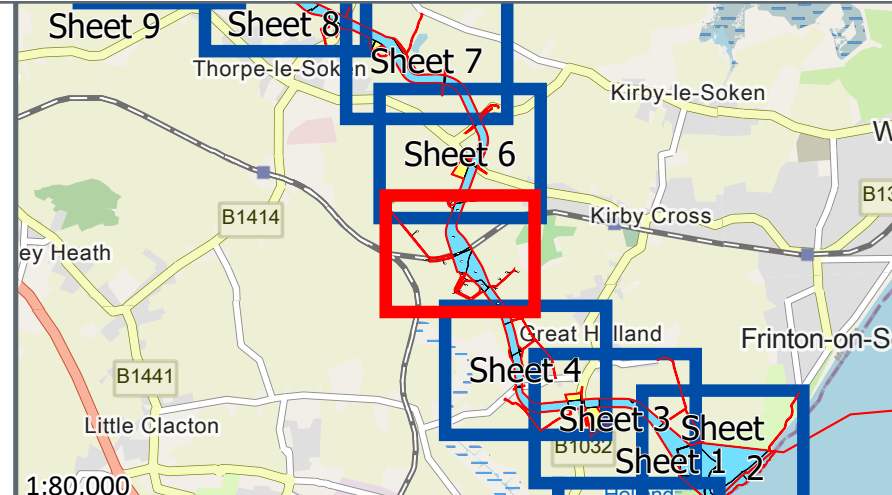 Sheet 9
Sheet 8
Thorpe-le-Soken
Sheet 7
Kirby-le-Soken
Sheet 6
B1414
Kirby Cross
ey Heath
Great Holland
Frinton-on-S
Sheet 4
B1441
Little Clacton
Sheet 3
Sheet
2
B1032
Sheet 1
Holland-
1:80,000